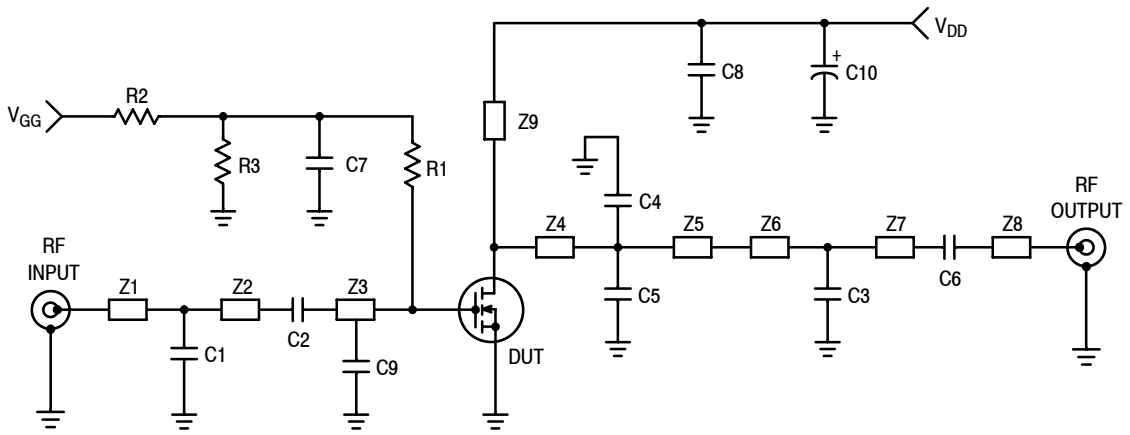 V_DD
C8
+
C10
R2
V_GG
Z9
R3
C7
R1
C4
RF
OUTPUT
Z4
Z5
Z6
Z7
Z8
C6
RF
INPUT
C5
C3
Z1
Z2
Z3
C2
C1
C9
DUT